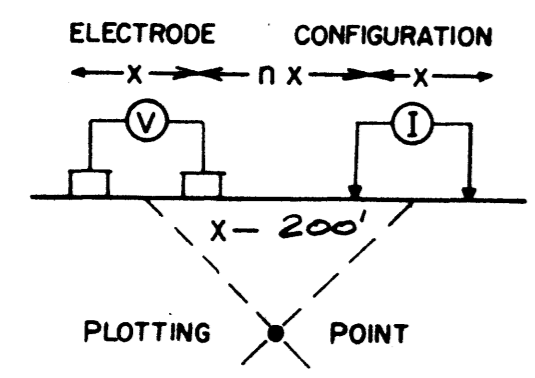 ELECTRODE CONFIGURATION
x n x x
V I
x — 200'
PLOTTING POINT